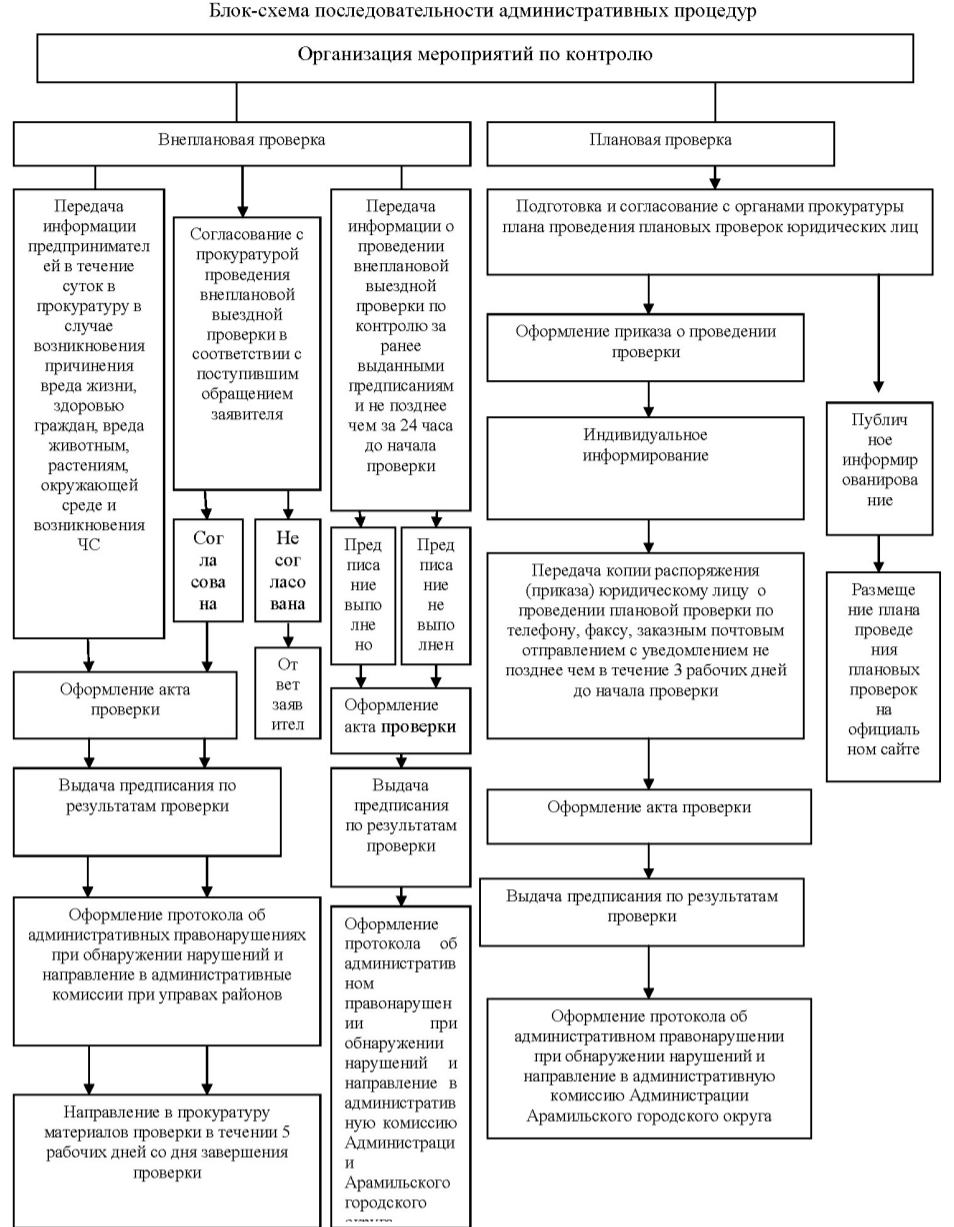 Блок-схема последовательности административных процедур
Организация мероприятий по контролю
Внеплановая проверка
Плановая проверка
Передача
информации
предпринимател
ей в течение
суток в
прокуратуру в
случае
возникновения
причинения
вреда жизни,
здоровью
граждан, вреда
животным,
растениям,
окружающей
среде и
возникновения
ЧС
Согласование с
прокуратурой
проведения
внеплановой
выездной
проверки в
соответствии с
поступившим
обращением
заявителя
Передача
информации о
проведении
внеплановой
выездной
проверки по
контролю за
ранее
выданными
предписаниям
и не позднее
чем за 24 часа
до начала
проверки
Подготовка и согласование с органами прокуратуры
плана проведения плановых проверок юридических лиц
Оформление приказа о проведении
проверки
Индивидуальное
информирование
Публич
ное
информир
ованирова
ние
Сог
ла
сова
на
Не
сог
ласо
вана
Пред
писа
ние
выпо
лне
но
Пред
писа
ние
не
выпо
лнен
Передача копии распоряжения
(приказа) юридическому лицу о
проведении плановой проверки по
телефону, факсу, заказным почтовым
отправлением с уведомлением не
позднее чем в течение 3 рабочих дней
до начала проверки
Размеще
ние плана
проведе
ния
плановых
проверок
на
официаль
ном сайте
От
вет
заяв
ител
Оформление акта
проверки
Оформление
акта проверки
Выдача предписания по
результатам проверки
Выдача
предписания
по результатам
проверки
Оформление акта проверки
Выдача предписания по результатам
проверки
Оформление протокола об
административных правонарушениях
при обнаружении нарушений и
направление в административные
комиссии при управах районов
Оформление
протокола об
административ
ном
правонарушен
ии при
обнаружении
нарушений и
направление в
административ
ную комиссию
Администраци
и
Арамильского
городского
округа
Оформление протокола об
административном правонарушении
при обнаружении нарушений и
направление в административную
комиссию Администрации
Арамильского городского округа
Направление в прокуратуру
материалов проверки в течении 5
рабочих дней со дня завершения
проверки